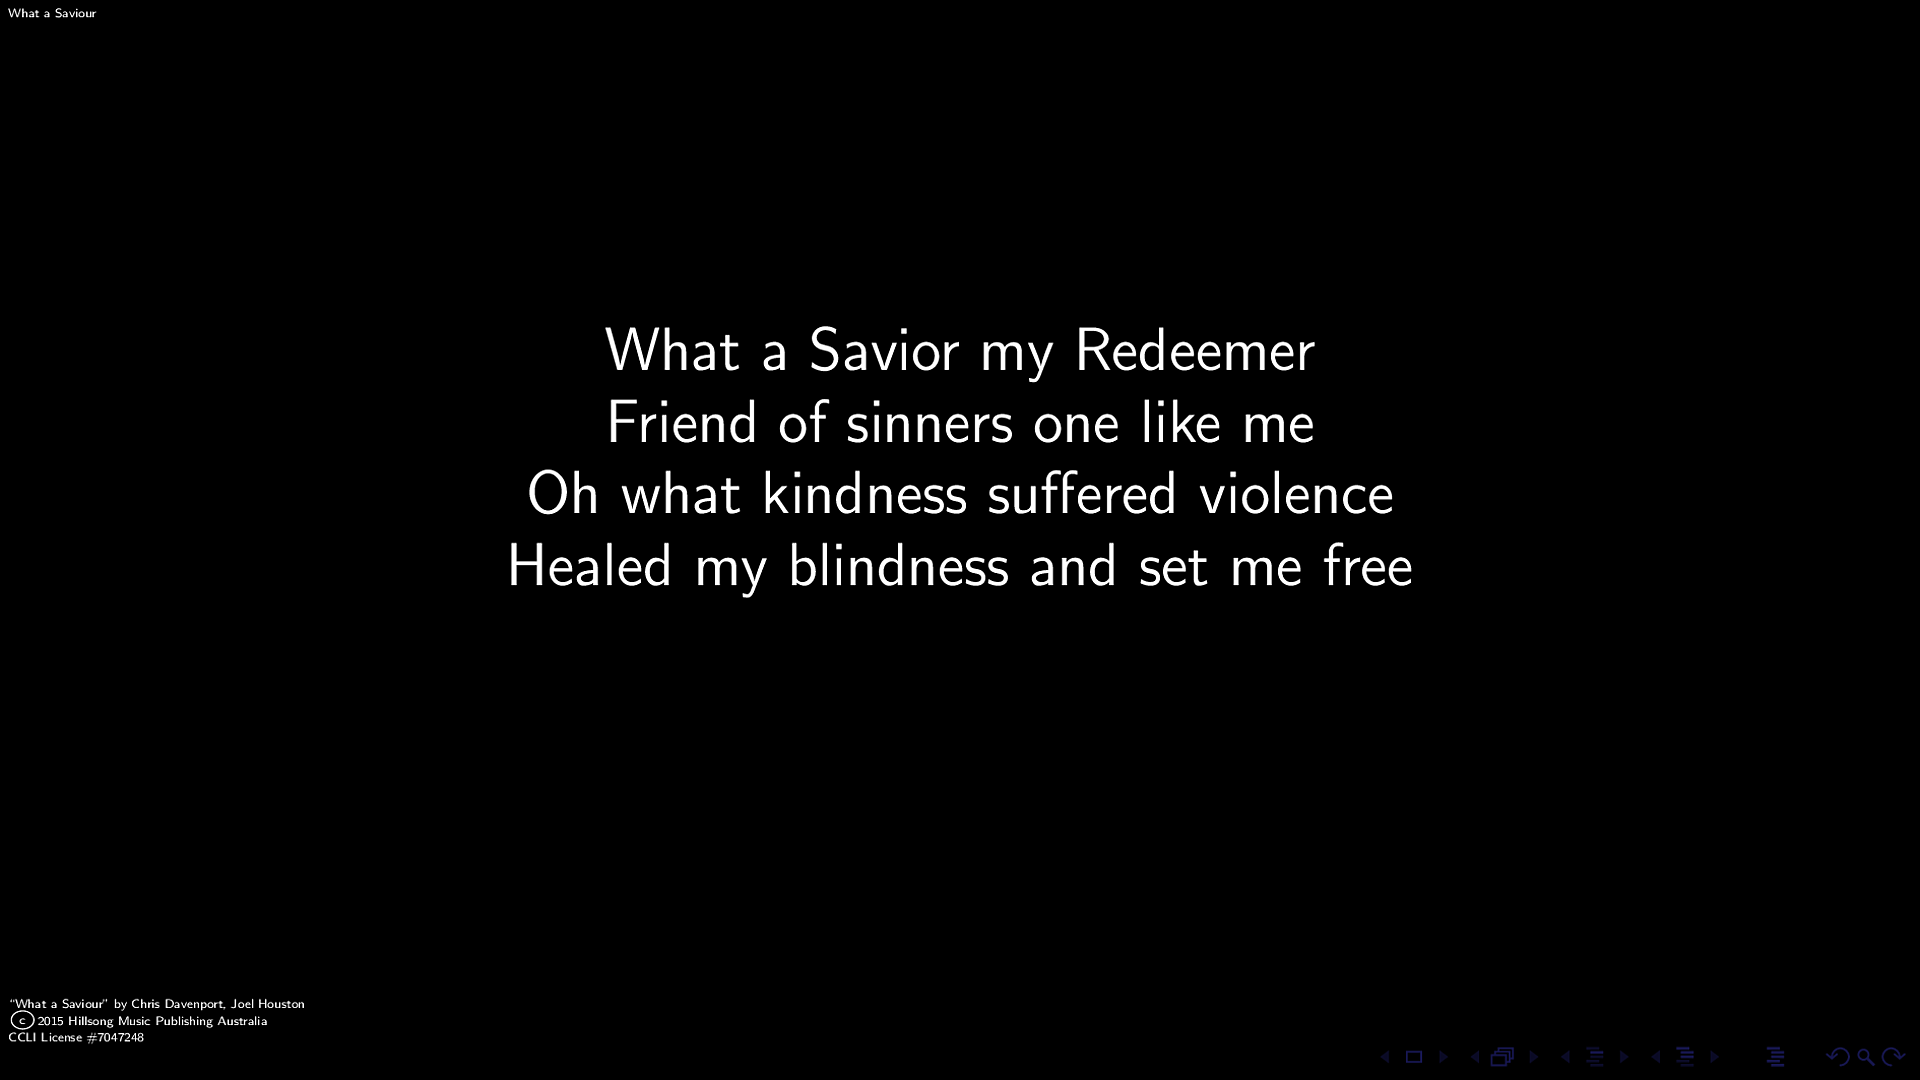 What a Saviour
What a Savior my Redeemer
Friend of sinners one like me
Oh what kindness suffered violence
Healed my blindness and set me free
“What a Saviour” by Chris Davenport, Joel Houston
© 2015 Hillsong Music Publishing Australia
CCLI License #7047248